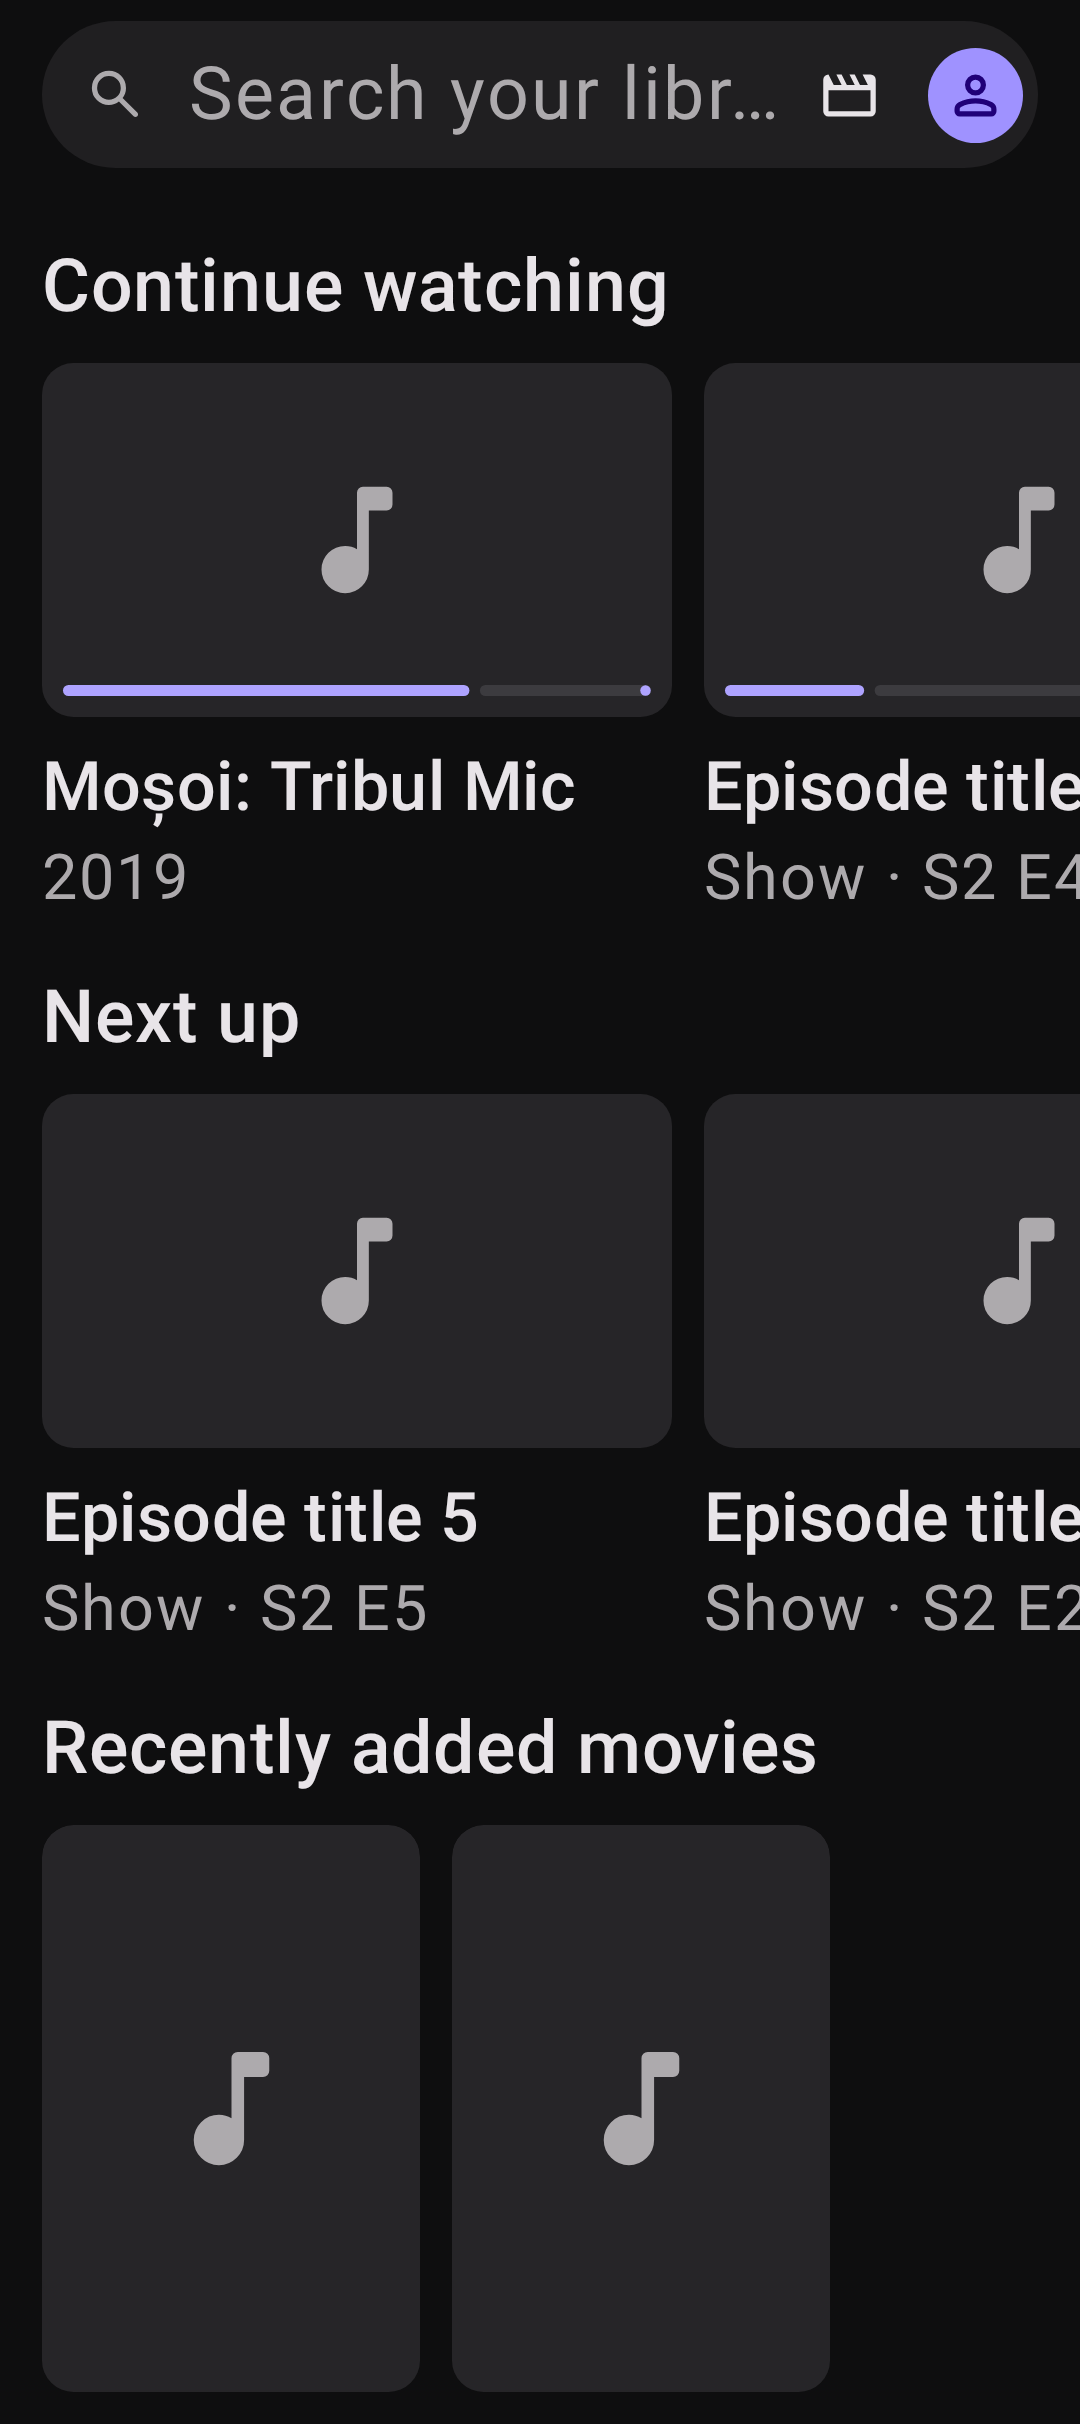 Search your libr…
Continue watching
Moșoi: Tribul Mic
2019
Episode title
Show · S2 E4
Next up
Episode title 5
Show · S2 E5
Episode title
Show · S2 E2
Recently added movies